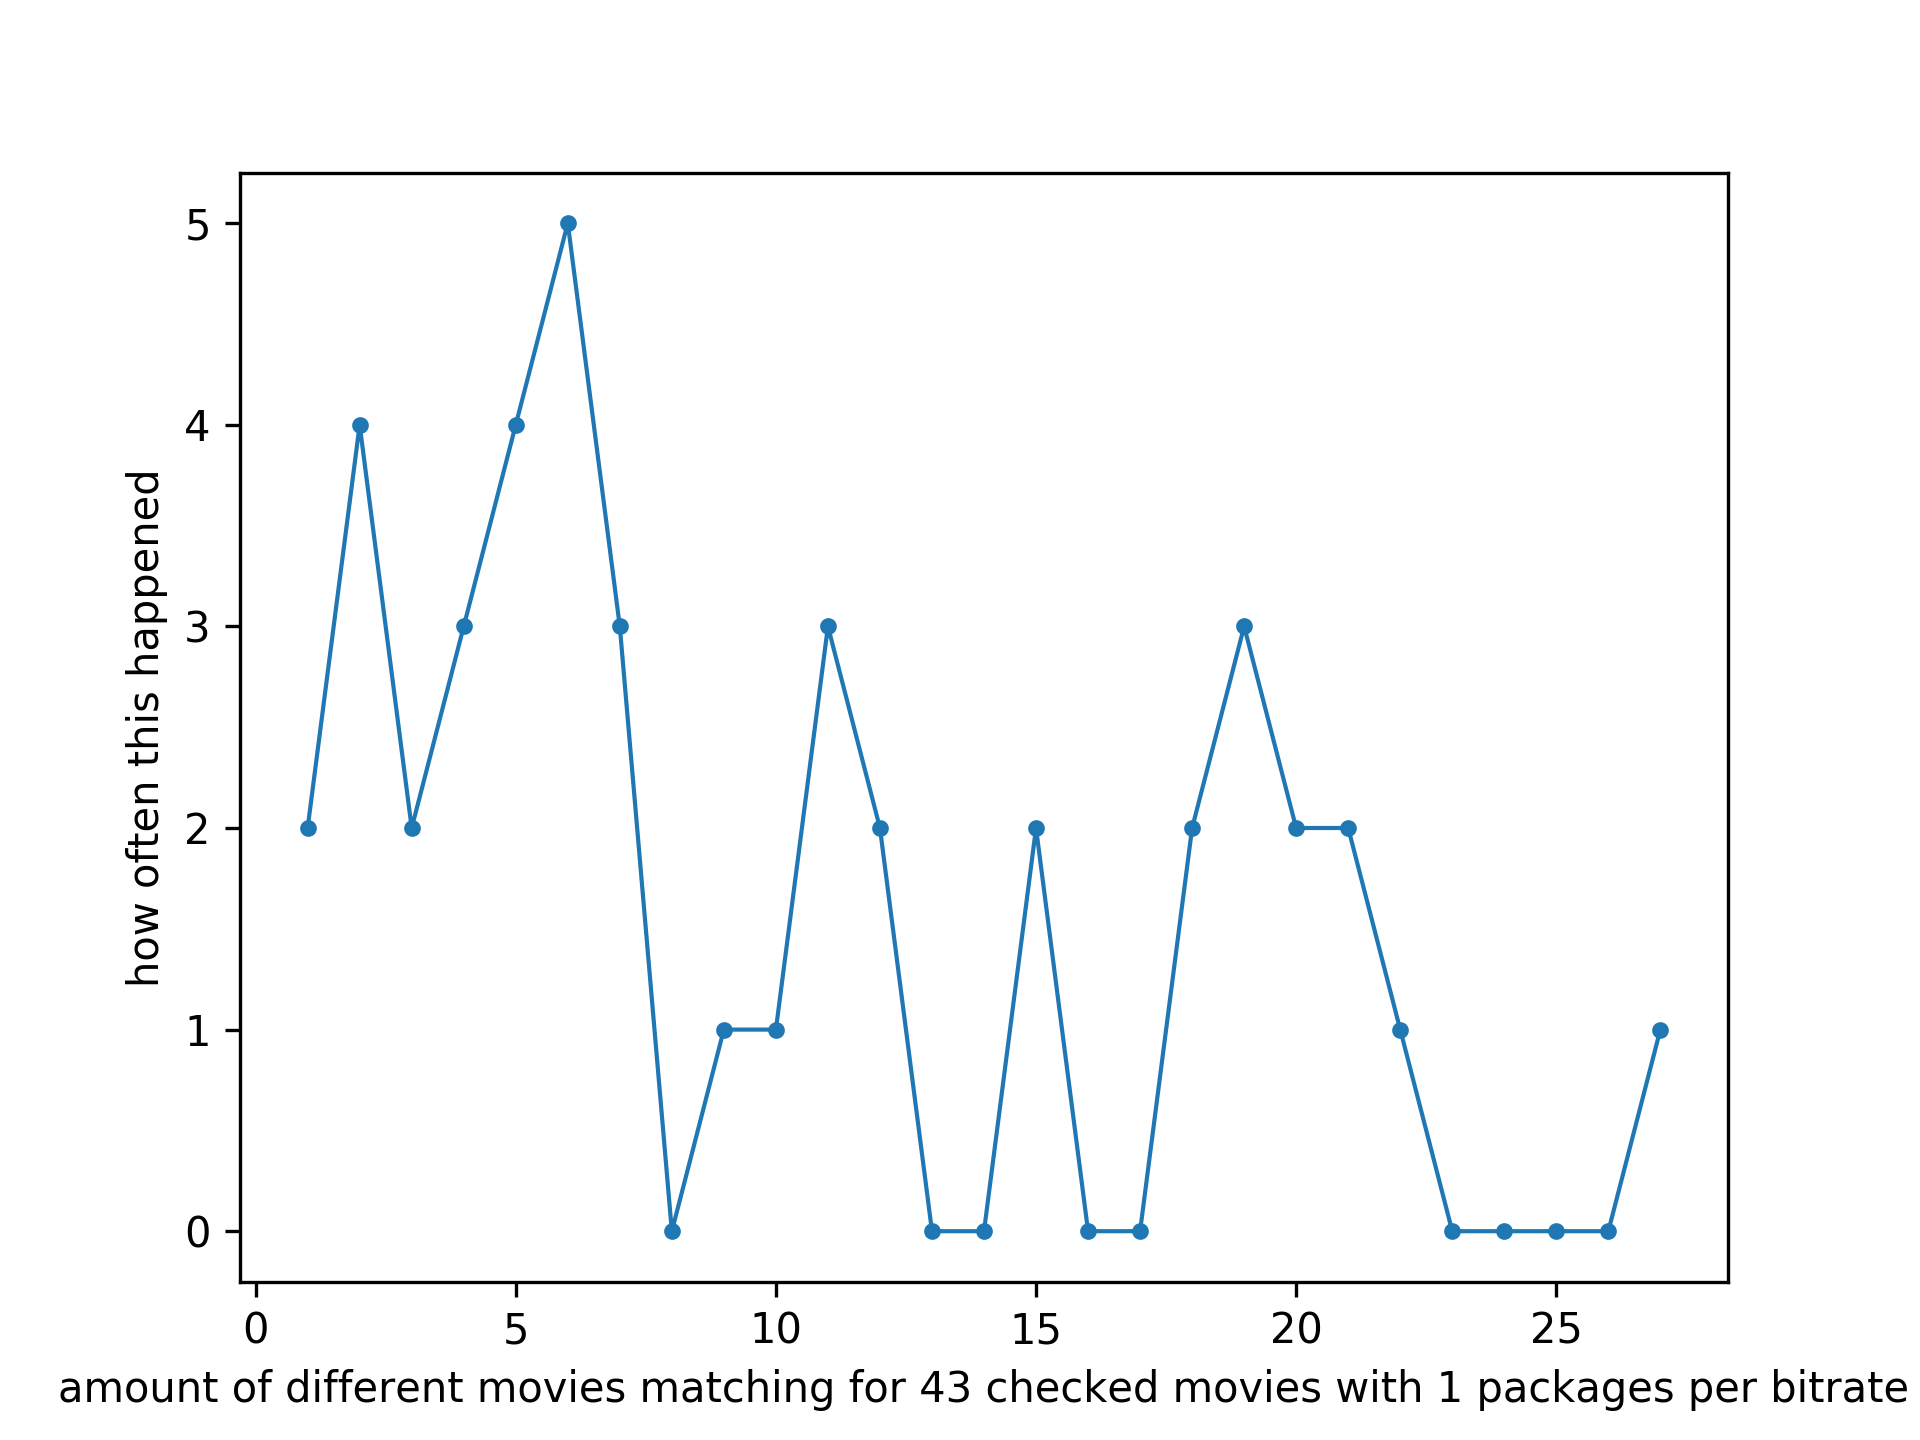 5
4
3
2
1
0
how often this happened
0 5 10 15 20 25
amount of different movies matching for 43 checked movies with 1 packages per bitrate